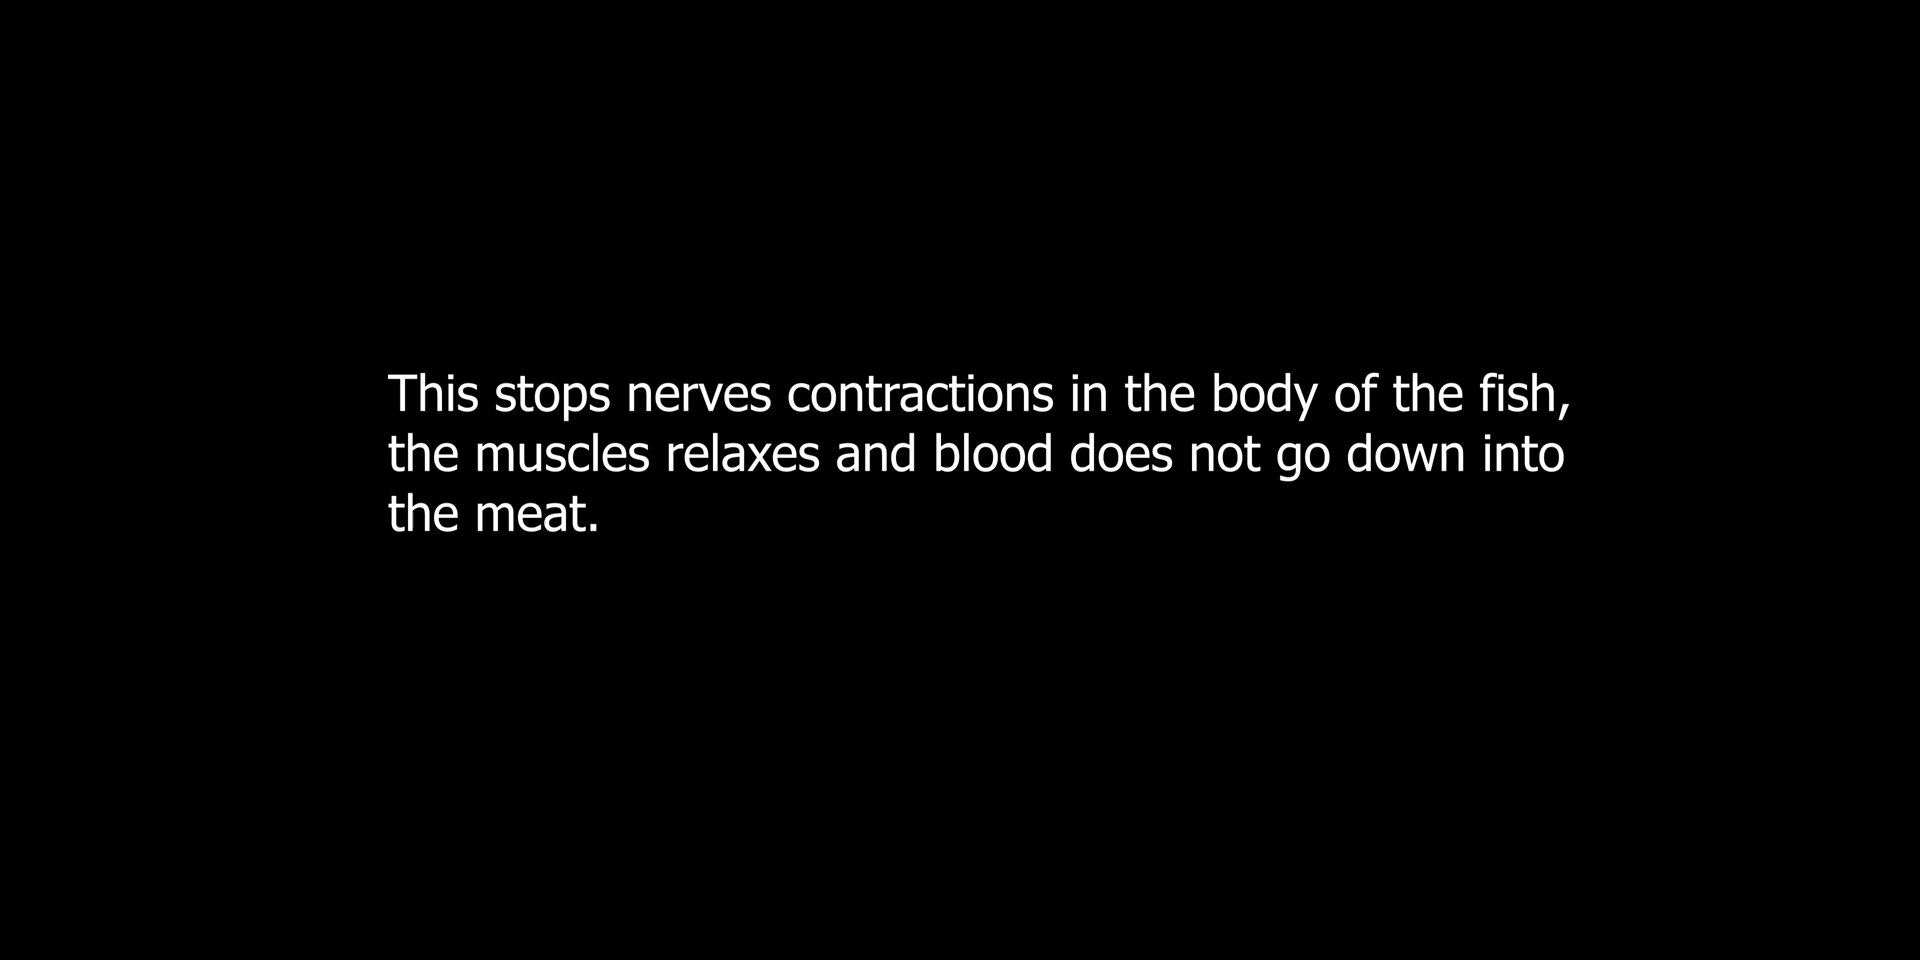 This stops nerves contractions in the body of the fish,
the muscles relaxes and blood does not go down into
the meat.